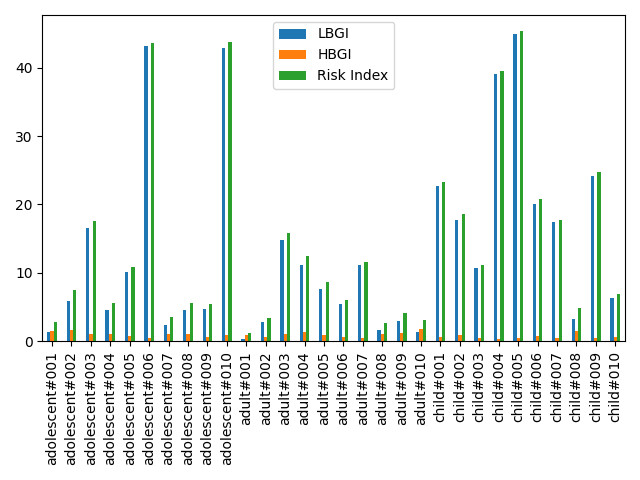 LBGI
HBGI
Risk Index
40
30
20
10
0
adolescent#001
adolescent#002
adolescent#003
adolescent#004
adolescent#005
adolescent#006
adolescent#007
adolescent#008
adolescent#009
adolescent#010
adult#001
adult#002
adult#003
adult#004
adult#005
adult#006
adult#007
adult#008
adult#009
adult#010
child#001
child#002
child#003
child#004
child#005
child#006
child#007
child#008
child#009
child#010